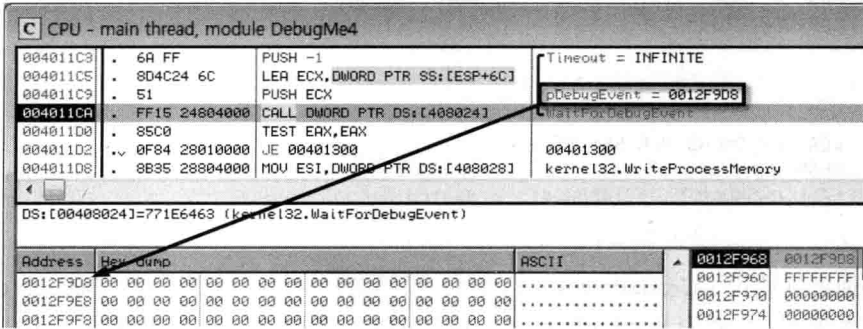 C CPU - main thread, module DebugMe4
004011C3 . 6A FF PUSH -1 Timeout = INFINITE
004011C5 . 8D4C24 6C LEA ECX,DWORD PTR SS:[ESP+6C]
004011C9 . 51 PUSH ECX pDebugEvent = 0012F9D8
004011CA . FF15 24804000 CALL DWORD PTR DS:[408024] WaitForDebugEvent
004011D0 . 85C0 TEST EAX,EAX
004011D2 .v 0F84 28010000 JE 00401300 00401300
004011D8 . 8B35 28804000 MOV ESI,DWORD PTR DS:[408028] kernel32.WriteProcessMemory
DS:[00408024]=771E6463 (kernel32.WaitForDebugEvent)
Address Hex dump ASCII 0012F968 0012F9D8
0012F9D8 00 00 00 00 00 00 00 00 00 00 00 00 00 00 00 00 ................ 0012F96C FFFFFFFF
0012F9E8 00 00 00 00 00 00 00 00 00 00 00 00 00 00 00 00 ................ 0012F970 00000000
0012F9F8 00 00 00 00 00 00 00 00 00 00 00 00 00 00 00 00 ................ 0012F974 00000000